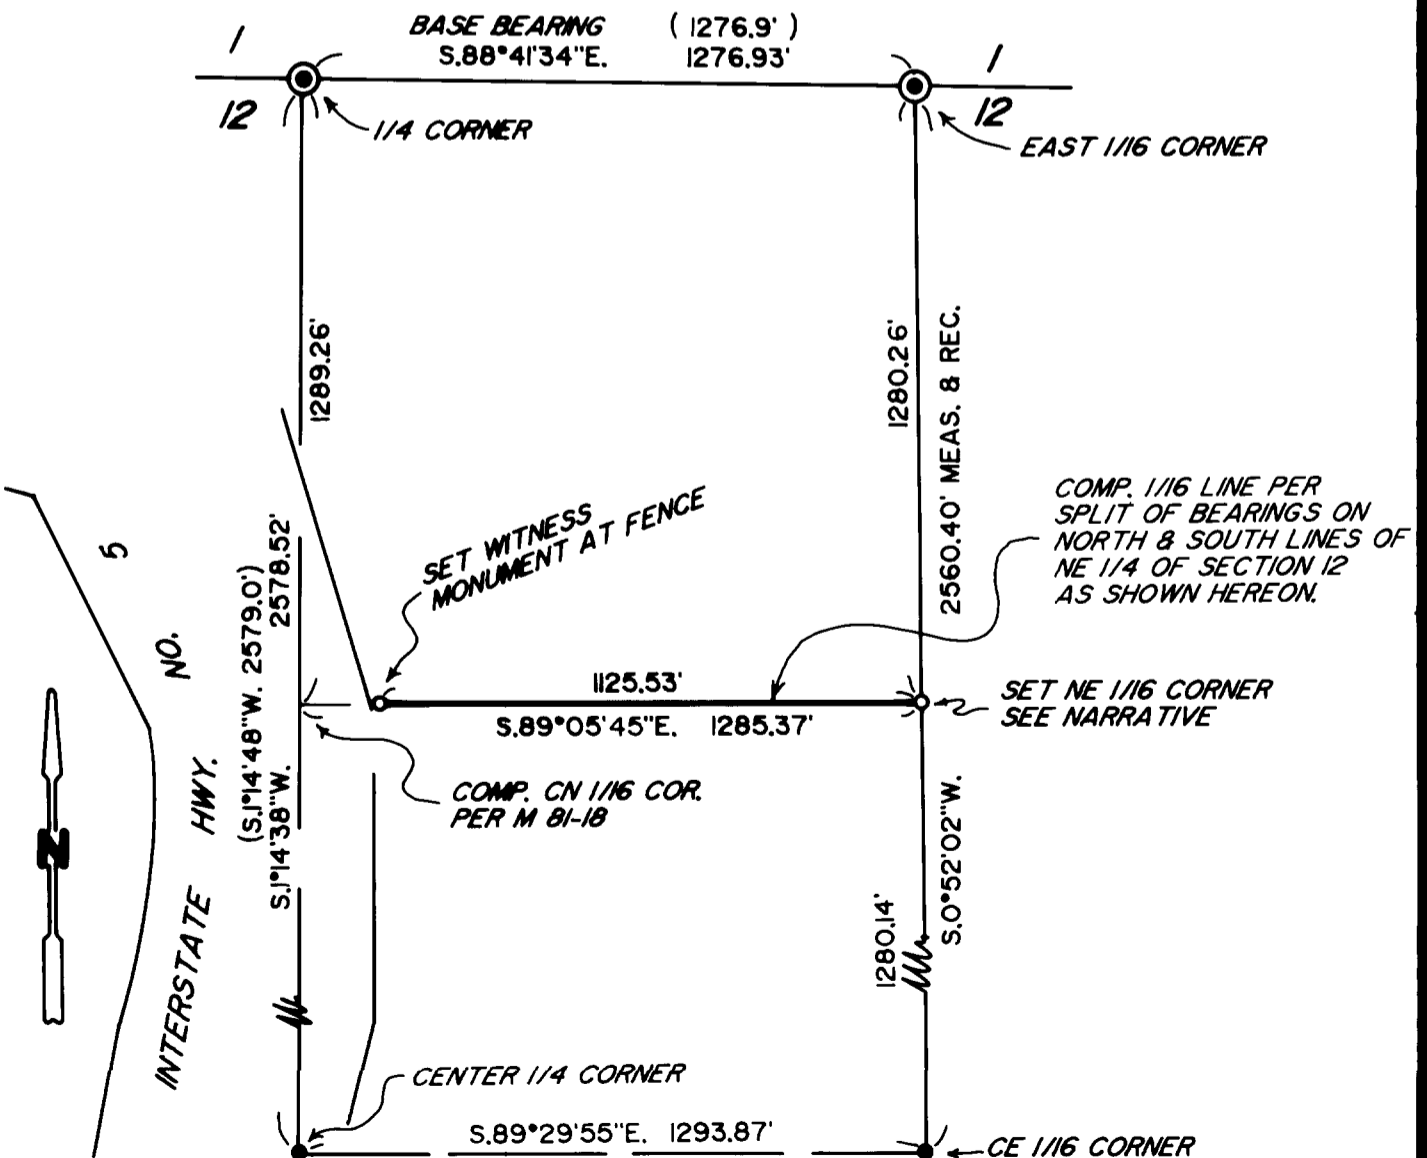 BASE BEARING ( 1276.9' )
S.88°41'34"E. 1276.93'
1
12
1
12
1/4 CORNER
EAST 1/16 CORNER
1289.26'
1280.26'
2560.40' MEAS. & REC.
COMP. 1/16 LINE PER
SPLIT OF BEARINGS ON
NORTH & SOUTH LINES OF
NE 1/4 OF SECTION 12
AS SHOWN HEREON.
SET WITNESS
MONUMENT AT FENCE
INTERSTATE HWY. NO. 5
(S.1°14'48"W. 2579.0')
S.1°14'38"W. 2578.52'
1125.53'
S.89°05'45"E. 1285.37'
SET NE 1/16 CORNER
SEE NARRATIVE
COMP. CN 1/16 COR.
PER M 81-18
N
1280.14'
S.0°52'02"W.
CENTER 1/4 CORNER
S.89°29'55"E. 1293.87'
CE 1/16 CORNER